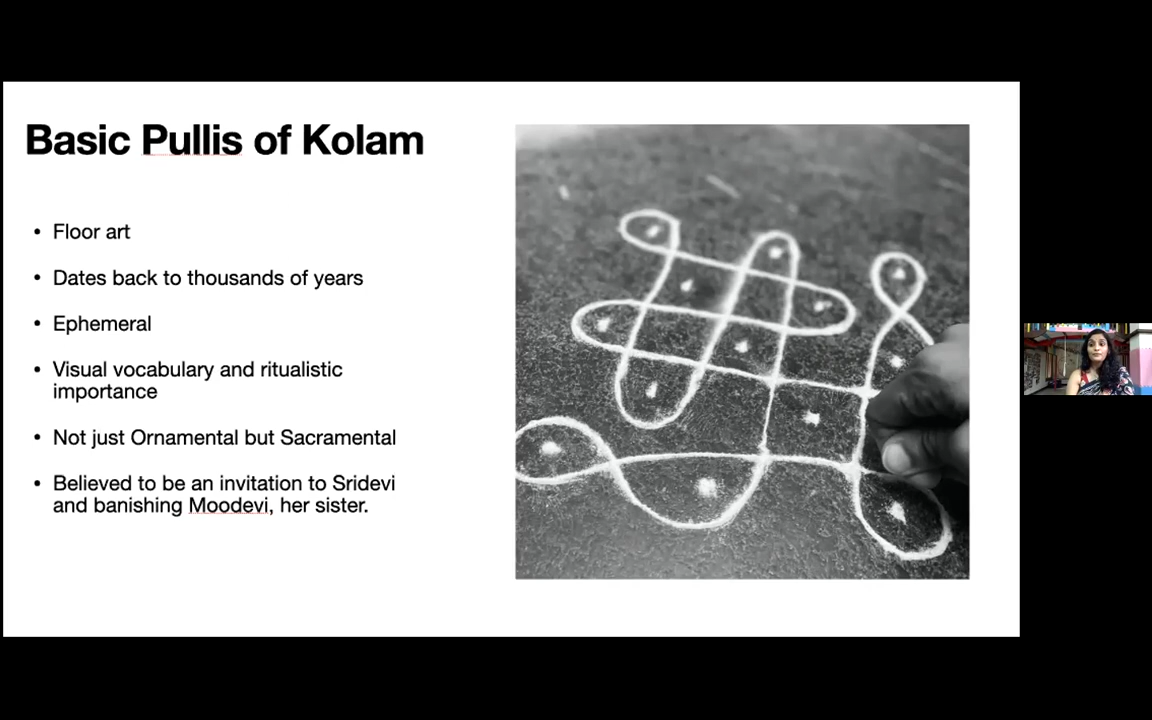 Basic Pullis of Kolam
• Floor art
• Dates back to thousands of years
• Ephemeral
• Visual vocabulary and ritualistic
importance
• Not just Ornamental but Sacramental
• Believed to be an invitation to Sridevi
and banishing Moodevi, her sister.